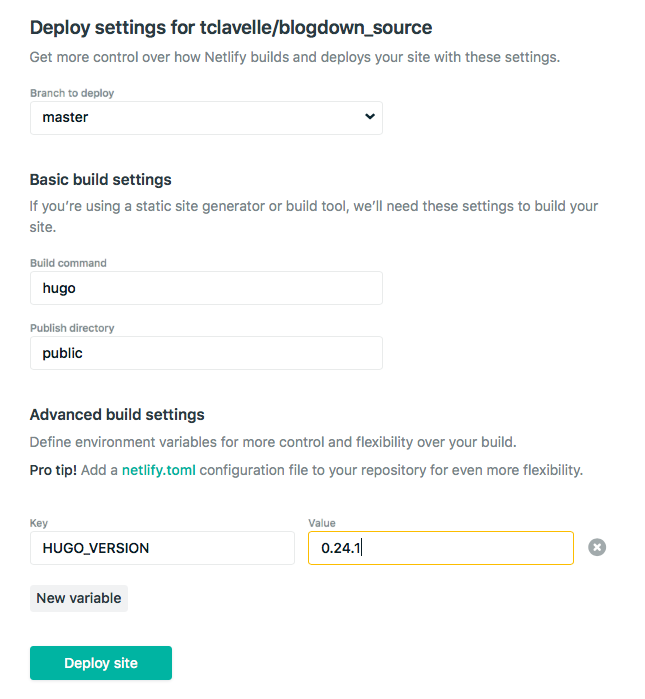 Deploy settings for tclavelle/blogdown_source
Get more control over how Netlify builds and deploys your site with these settings.
Branch to deploy
master
Basic build settings
If you’re using a static site generator or build tool, we’ll need these settings to build your
site.
Build command
hugo
Publish directory
public
Advanced build settings
Define environment variables for more control and flexibility over your build.
Pro tip! Add a netlify.toml configuration file to your repository for even more flexibility.
Key Value
HUGO_VERSION 0.24.1
New variable
Deploy site